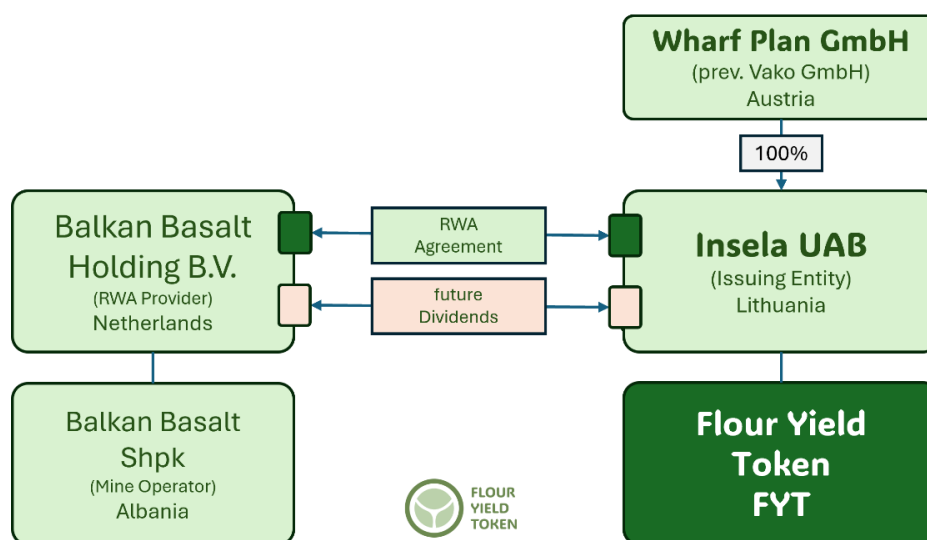 Wharf Plan GmbH
(prev. Vako GmbH)
Austria
100%
Balkan Basalt
Holding B.V.
(RWA Provider)
Netherlands
RWA
Agreement
future
Dividends
Insela UAB
(Issuing Entity)
Lithuania
Balkan Basalt
Shpk
(Mine Operator)
Albania
FLOUR
YIELD
TOKEN
Flour Yield
Token
FYT